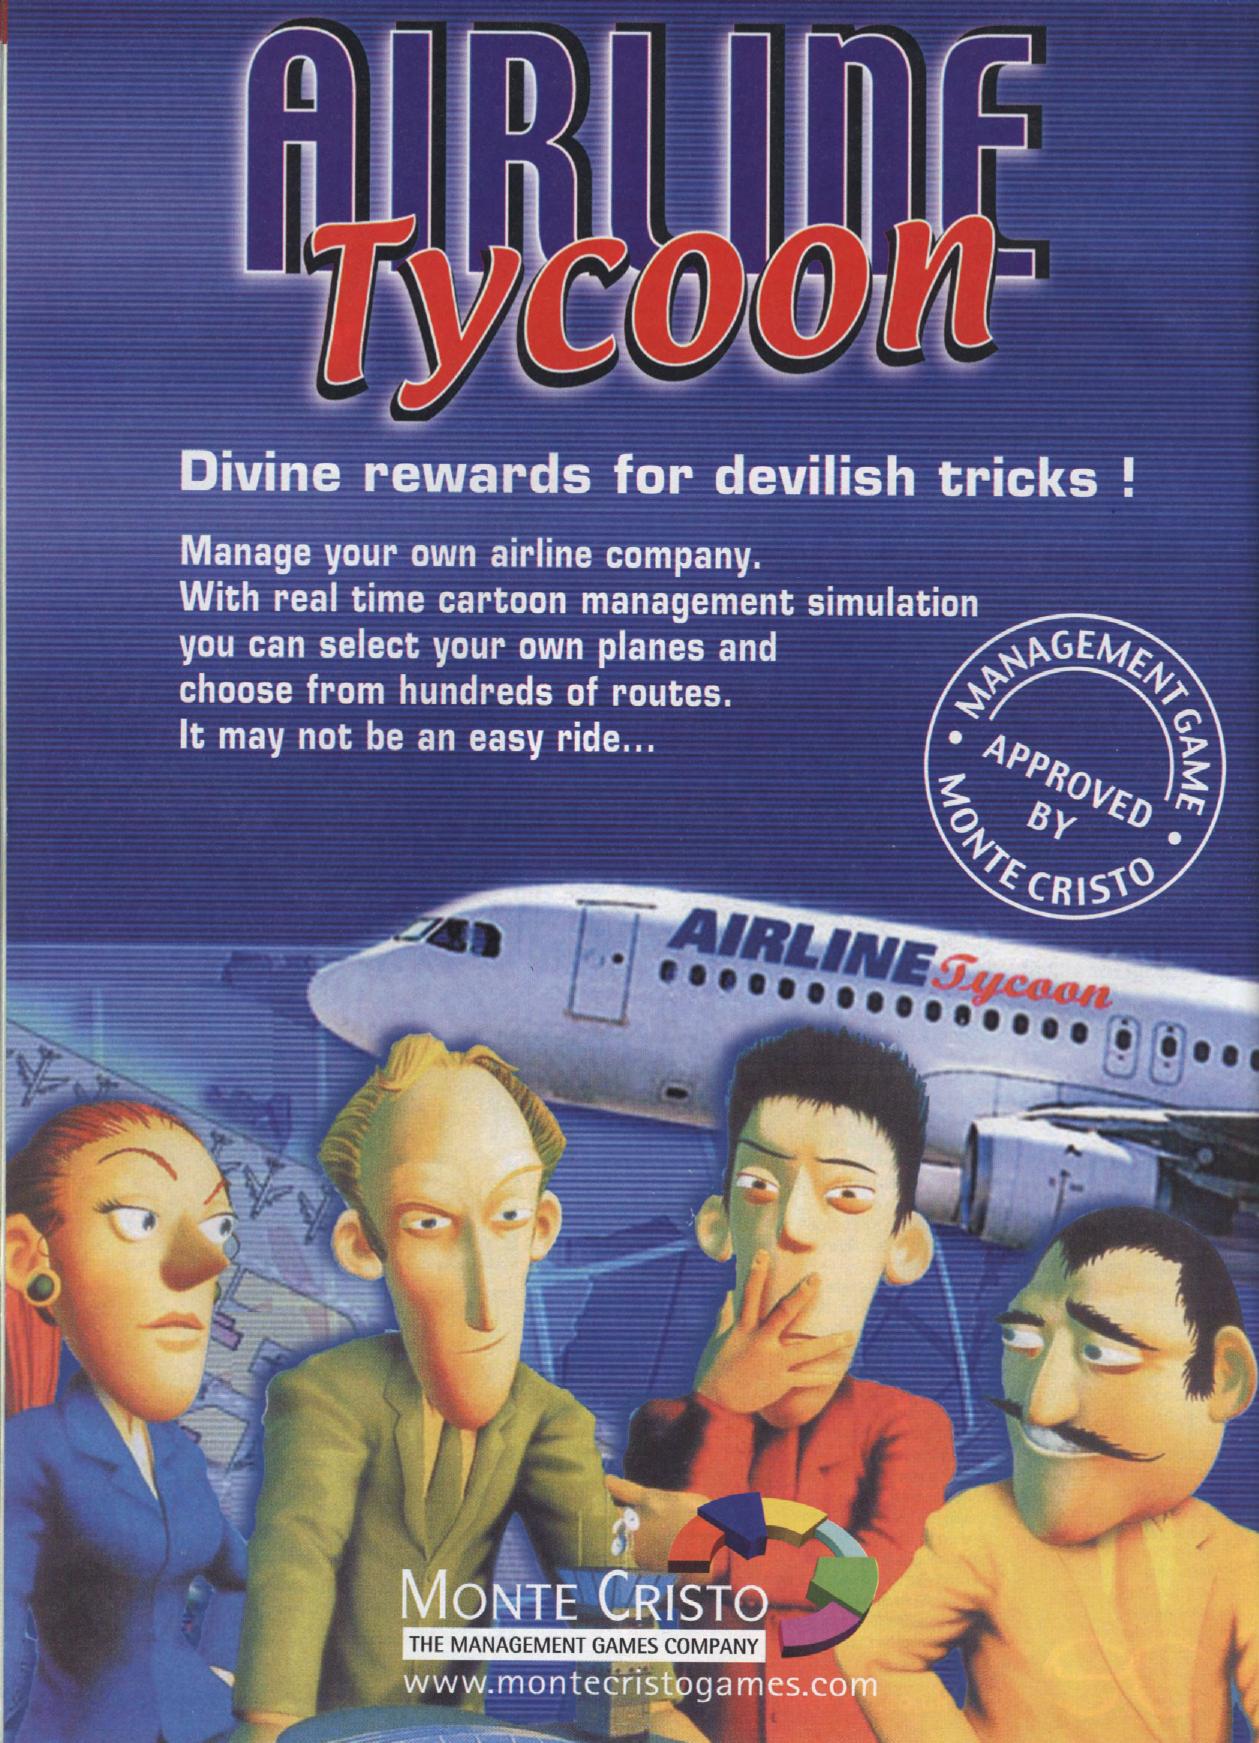 AIRLINE
Tycoon
Divine rewards for devilish tricks !
Manage your own airline company.
With real time cartoon management simulation
you can select your own planes and
choose from hundreds of routes.
It may not be an easy ride...
• MANAGEMENT GAME •
APPROVED
BY
MONTE CRISTO
AIRLINE Tycoon
MONTE CRISTO
THE MANAGEMENT GAMES COMPANY
www.montecristogames.com